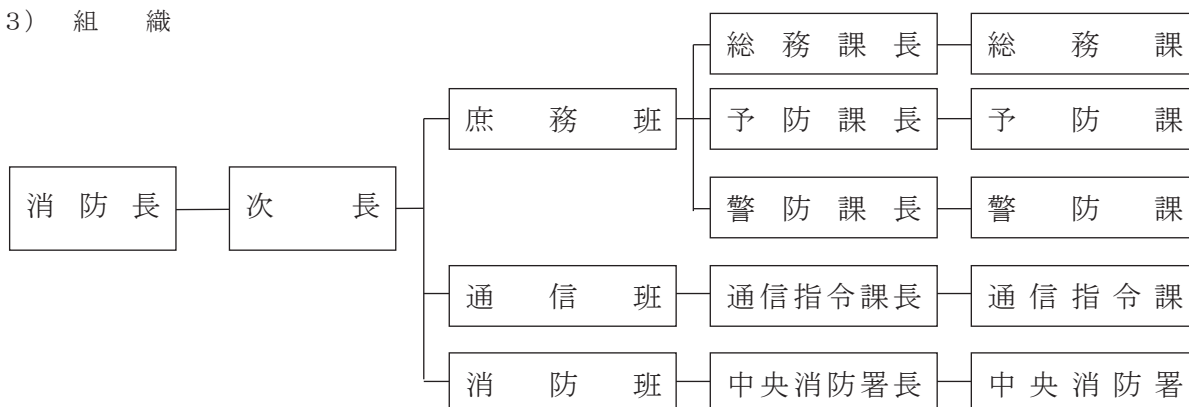 3） 組 織
総務課長 総務課
庶務班 予防課長 予防課
消防長 次長
警防課長 警防課
通信班 通信指令課長 通信指令課
消防班 中央消防署長 中央消防署